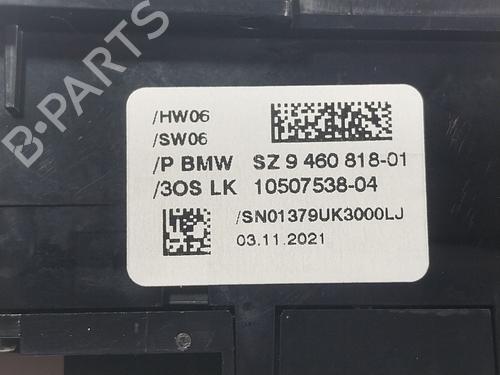 B-PARTS
/HW06
/SW06
/P BMW SZ 9 460 818-01
/3OS LK 10507538-04
/SN01379UK3000LJ
03.11.2021